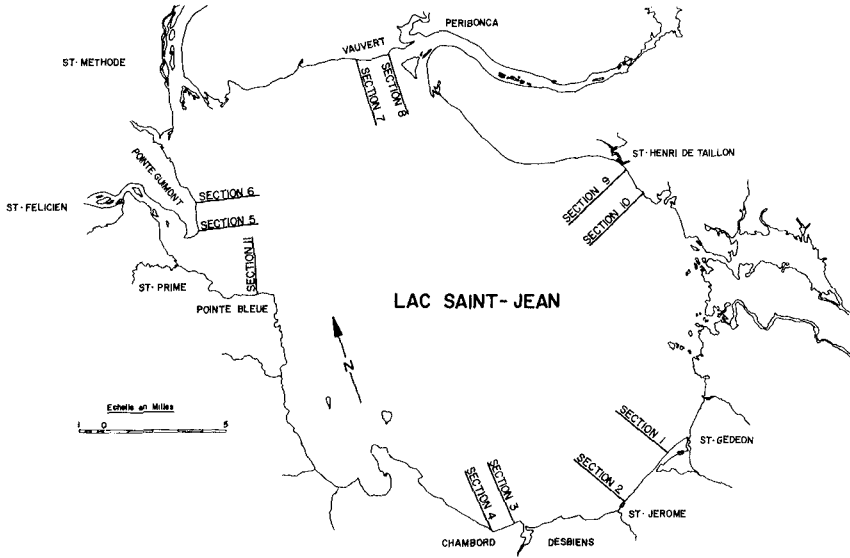 PERIBONCA
VAUVERT
ST-METHODE
SECTION 7
SECTION 8
ST-HENRI DE TAILLON
POINTE GUIMONT
SECTION 6
SECTION 9
ST-FELICIEN
SECTION 5
SECTION 10
SECTION 11
ST-PRIME
LAC SAINT-JEAN
POINTE BLEUE
N
Echelle en Milles
1 0 5
SECTION 1
ST-GEDEON
SECTION 2
SECTION 3
SECTION 4
ST-JEROME
CHAMBORD
DESBIENS